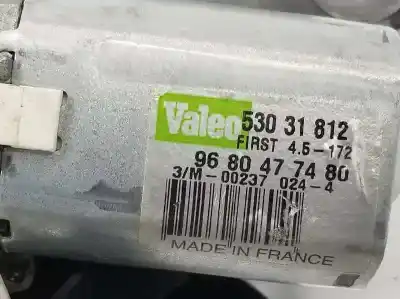 Valeo 530 31 812
FIRST 4.5-172
96 80 47 74 80
3/M-00237 024-4
MADE IN FRANCE